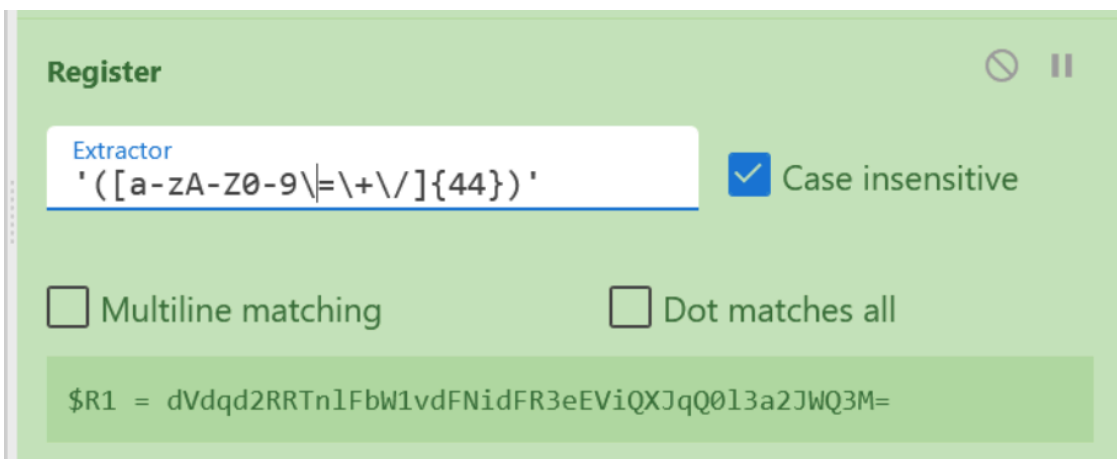 Register
Extractor
'([a-zA-Z0-9\=\+\/]{44})'
Case insensitive
Multiline matching
Dot matches all
$R1 = dVdqd2RRTnlFbW1vdFNidFR3eEViQXJqQ0l3a2JWQ3M=